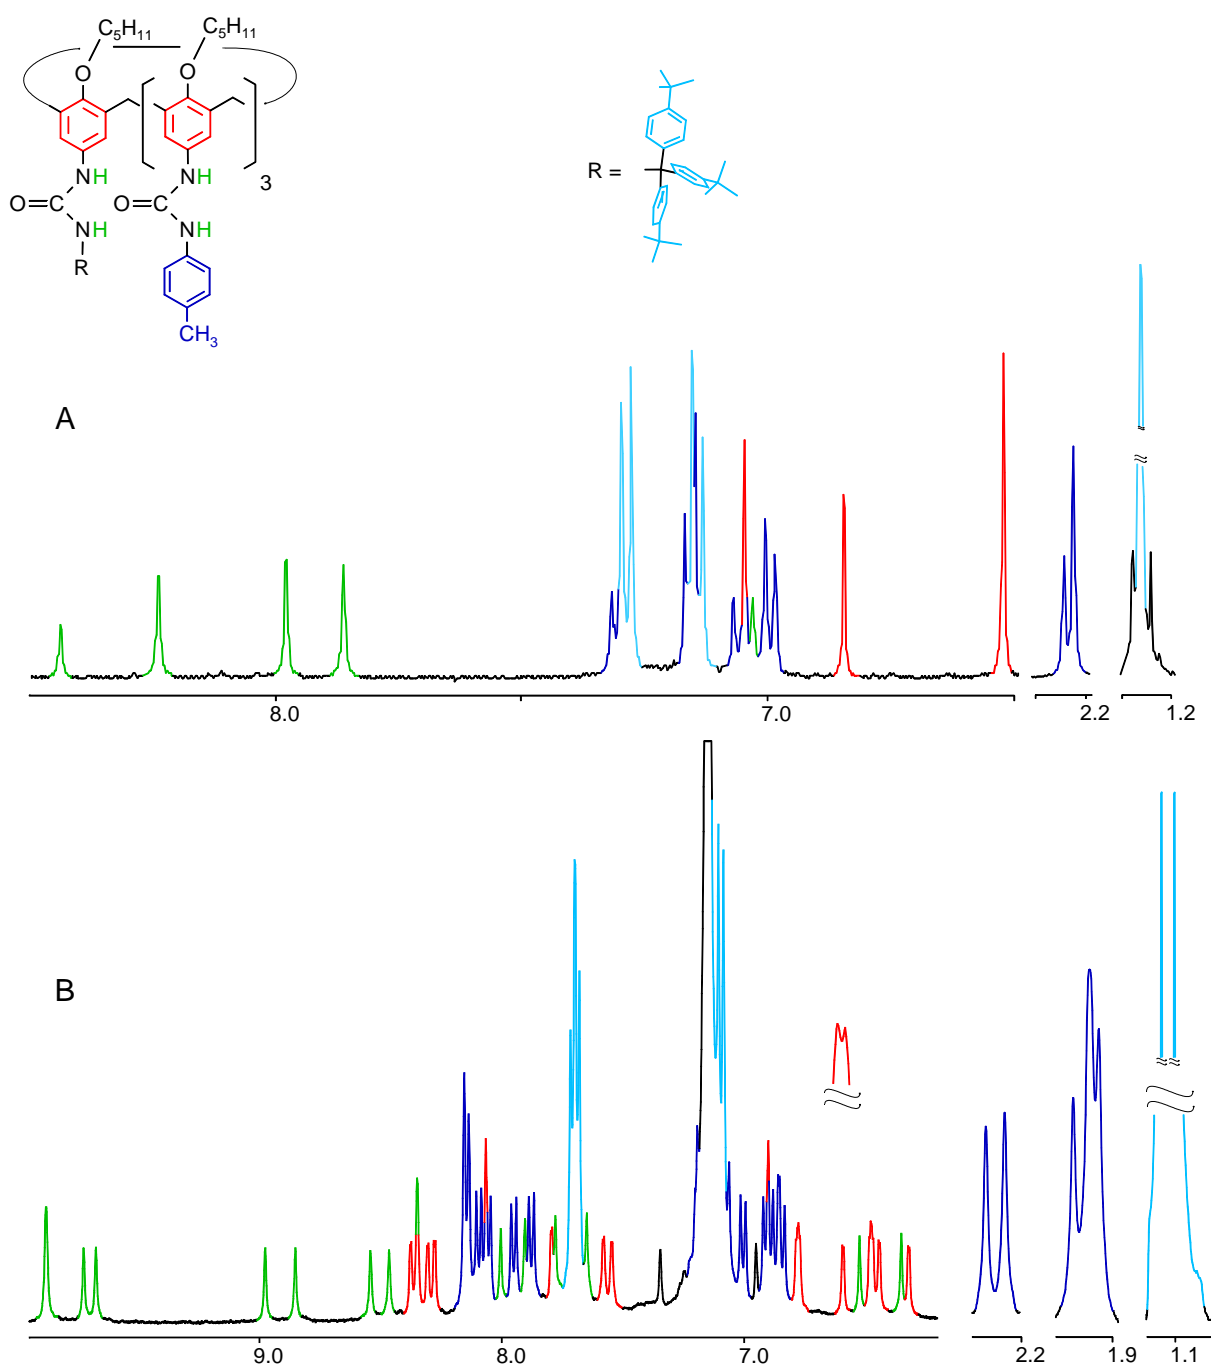 C5H11 C5H11
O O
NH NH
3
O=C O=C
NH NH
R
CH3
R =
A
8.0 7.0 2.2 1.2
B
9.0 8.0 7.0 2.2 1.9 1.1